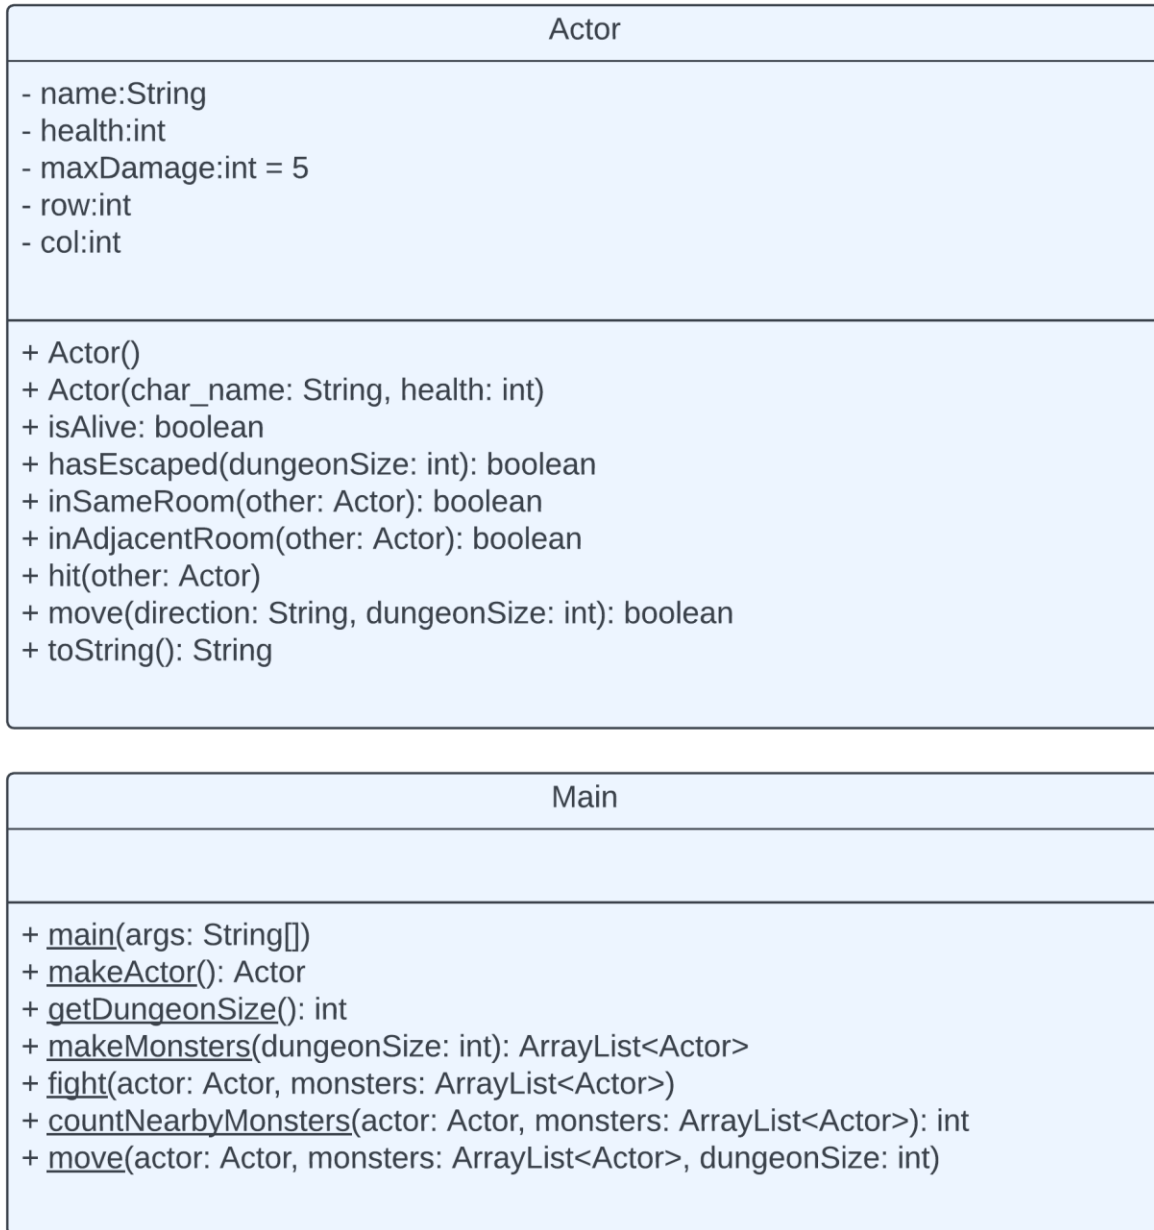 Actor
- name:String
- health:int
- maxDamage:int = 5
- row:int
- col:int
+ Actor()
+ Actor(char_name: String, health: int)
+ isAlive: boolean
+ hasEscaped(dungeonSize: int): boolean
+ inSameRoom(other: Actor): boolean
+ inAdjacentRoom(other: Actor): boolean
+ hit(other: Actor)
+ move(direction: String, dungeonSize: int): boolean
+ toString(): String
Main
+ main(args: String[])
+ makeActor(): Actor
+ getDungeonSize(): int
+ makeMonsters(dungeonSize: int): ArrayList<Actor>
+ fight(actor: Actor, monsters: ArrayList<Actor>)
+ countNearbyMonsters(actor: Actor, monsters: ArrayList<Actor>): int
+ move(actor: Actor, monsters: ArrayList<Actor>, dungeonSize: int)